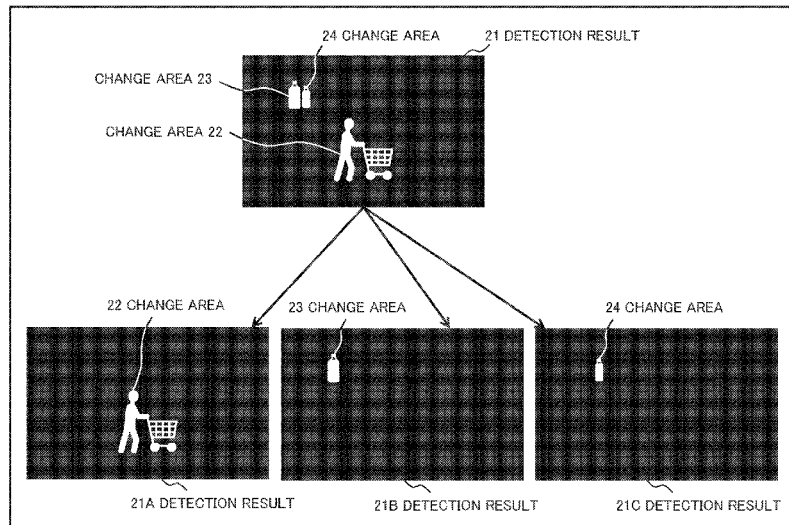 24 CHANGE AREA
21 DETECTION RESULT
CHANGE AREA 23
CHANGE AREA 22
22 CHANGE AREA
23 CHANGE AREA
24 CHANGE AREA
21A DETECTION RESULT
21B DETECTION RESULT
21C DETECTION RESULT